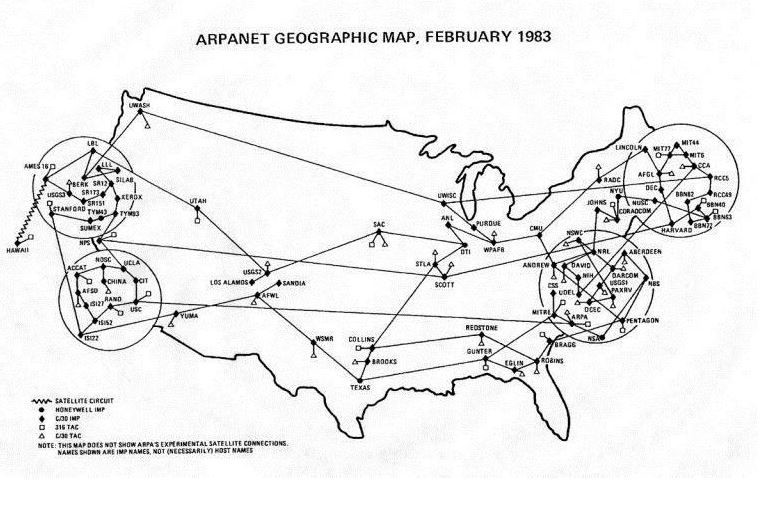 ARPANET GEOGRAPHIC MAP, FEBRUARY 1983
UWASH
LBL
AMES 16
LLL
BERK
SR12
SILAB
USGS3
SR173
SR151
XEROX
STANFORD
TYM43
TYM93
SUMEX
HAWAII
NPS
UTAH
NOSC
UCLA
ACCAT
CHINA
CIT
AFSD
ISI27
RAND
USC
ISI52
ISI22
YUMA
USGS2
LOS ALAMOS
SANDIA
AFWL
SAC
UWISC
ANL
PURDUE
DTI
WPAFB
STLA
SCOTT
WSMR
COLLINS
BROOKS
TEXAS
REDSTONE
GUNTER
EGLIN
ROBINS
BRAGG
LINCOLN
MIT77
MIT44
MIT6
CCA
RADC
AFGL
RCC5
NYU
DEC
BBN82
RCC49
JOHNS
NUSC
BBN40
CORADCOM
BBN63
BBN72
HARVARD
CMU
NSWC
NRL
ABERDEEN
ANDREW
DAVID
DARCOM
NIH
USGS1
NBS
CSS
UDEL
PAXRV
DCEC
MITRE
ARPA
PENTAGON
NSA
SATELLITE CIRCUIT
HONEYWELL IMP
C/30 IMP
316 TAC
C/30 TAC
NOTE: THIS MAP DOES NOT SHOW ARPA'S EXPERIMENTAL SATELLITE CONNECTIONS.
NAMES SHOWN ARE IMP NAMES, NOT (NECESSARILY) HOST NAMES